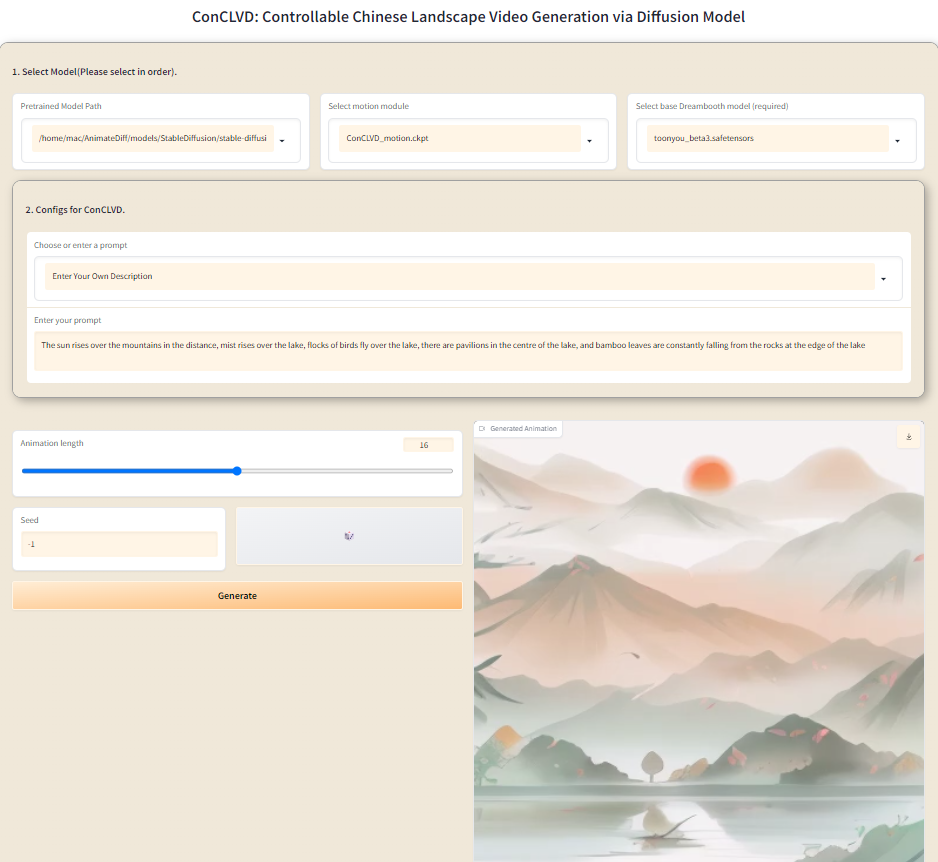 ConCLVD: Controllable Chinese Landscape Video Generation via Diffusion Model
1. Select Model(Please select in order).
Pretrained Model Path
/home/mac/AnimateDiff/models/StableDiffusion/stable-diffusi
Select motion module
ConCLVD_motion.ckpt
Select base Dreambooth model (required)
toonyou_beta3.safetensors
2. Configs for ConCLVD.
Choose or enter a prompt
Enter Your Own Description
Enter your prompt
The sun rises over the mountains in the distance, mist rises over the lake, flocks of birds fly over the lake, there are pavilions in the centre of the lake, and bamboo leaves are constantly falling from the rocks at the edge of the lake
Animation length
16
Seed
-1
Generate
Generated Animation